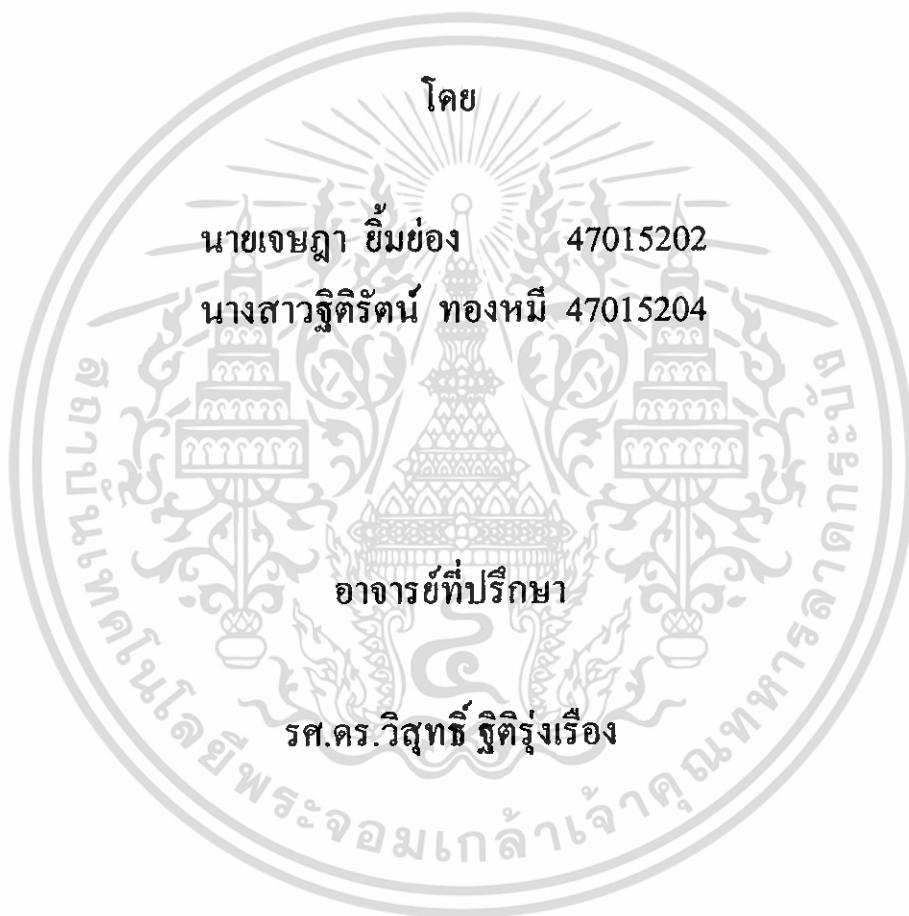 โดย
นายเจษฎา ยิ้มย่อง 47015202
นางสาวฐิติรัตน์ ทองหมี 47015204
อาจารย์ที่ปรึกษา
รศ.ดร.วิสุทธิ์ ฐิติรุ่งเรือง
สถาบันเทคโนโลยีพระจอมเกล้าเจ้าคุณทหารลาดกระบัง